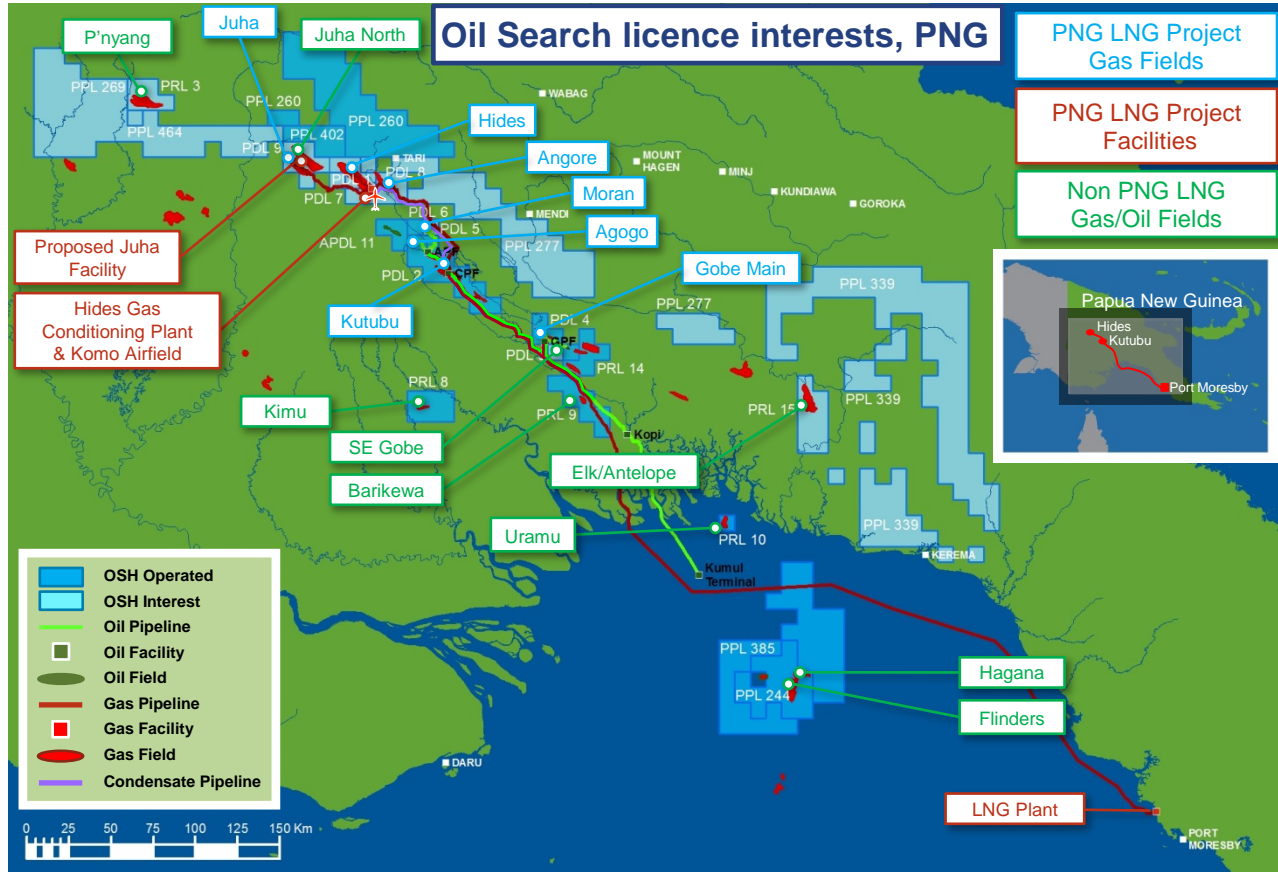 Oil Search licence interests, PNG
PNG LNG Project
Gas Fields
PNG LNG Project
Facilities
Non PNG LNG
Gas/Oil Fields
P'nyang
Juha
Juha North
PPL 269
PRL 3
PPL 464
PPL 260
PPL 260
PPL 402
PDL 9
WABAG
Hides
TARI
PDL 8
Angore
MOUNT
HAGEN
MINJ
KUNDIAWA
GOROKA
PDL 7
Moran
PDL 6
MENDI
PDL 5
APDL 11
Agogo
PPL 277
Proposed Juha
Facility
PDL 2
CPF
Gobe Main
Hides Gas
Conditioning Plant
& Komo Airfield
Kutubu
PPL 277
PPL 339
PDL 4
GPF
PDL
PRL 14
PRL 8
Kimu
PRL 9
PRL 15
PPL 339
SE Gobe
Kopi
Barikewa
Elk/Antelope
Uramu
PRL 10
PPL 339
KEREMA
Kumul
Terminal
PPL 385
PPL 244
Hagana
Flinders
DARU
LNG Plant
PORT
MORESBY
Papua New Guinea
Hides
Kutubu
Port Moresby
OSH Operated
OSH Interest
Oil Pipeline
Oil Facility
Oil Field
Gas Pipeline
Gas Facility
Gas Field
Condensate Pipeline
0 25 50 75 100 125 150 Km